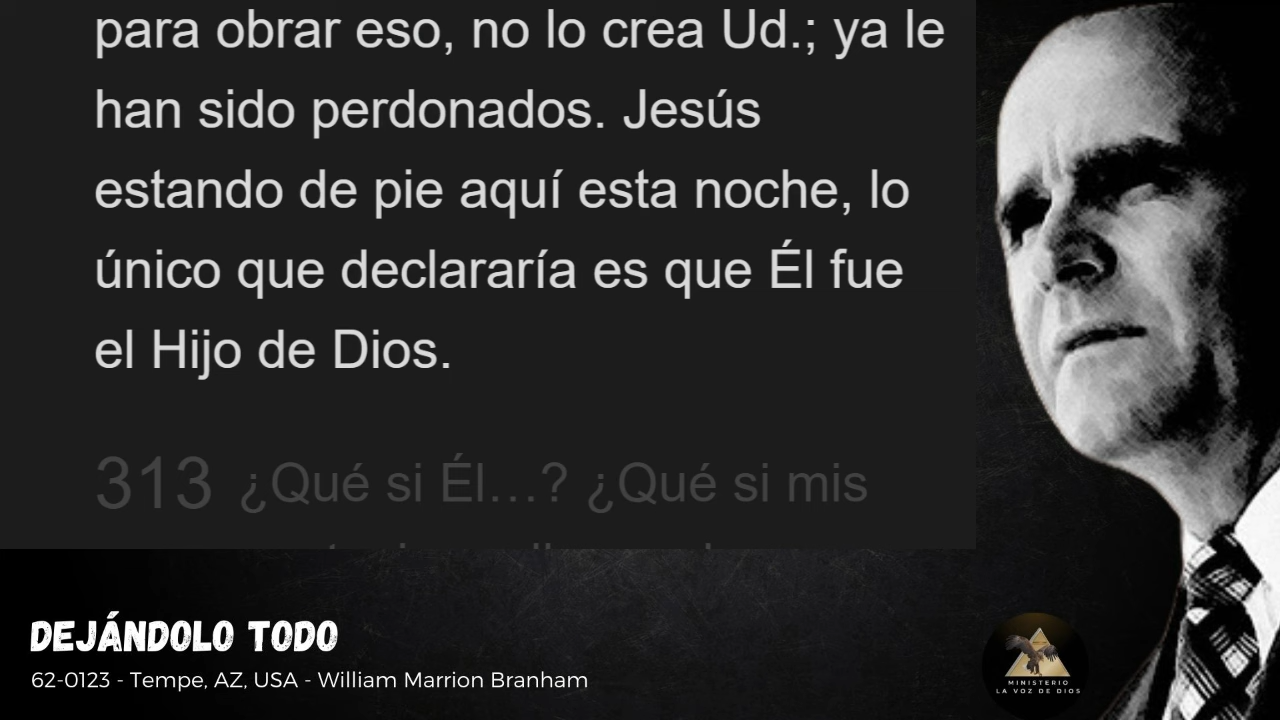 para obrar eso, no lo crea Ud.; ya le
han sido perdonados. Jesús
estando de pie aquí esta noche, lo
único que declararía es que Él fue
el Hijo de Dios.
313 ¿Qué si Él…? ¿Qué si mis
DEJÁNDOLO TODO
62-0123 - Tempe, AZ, USA - William Marrion Branham
MINISTERIO
LA VOZ DE DIOS